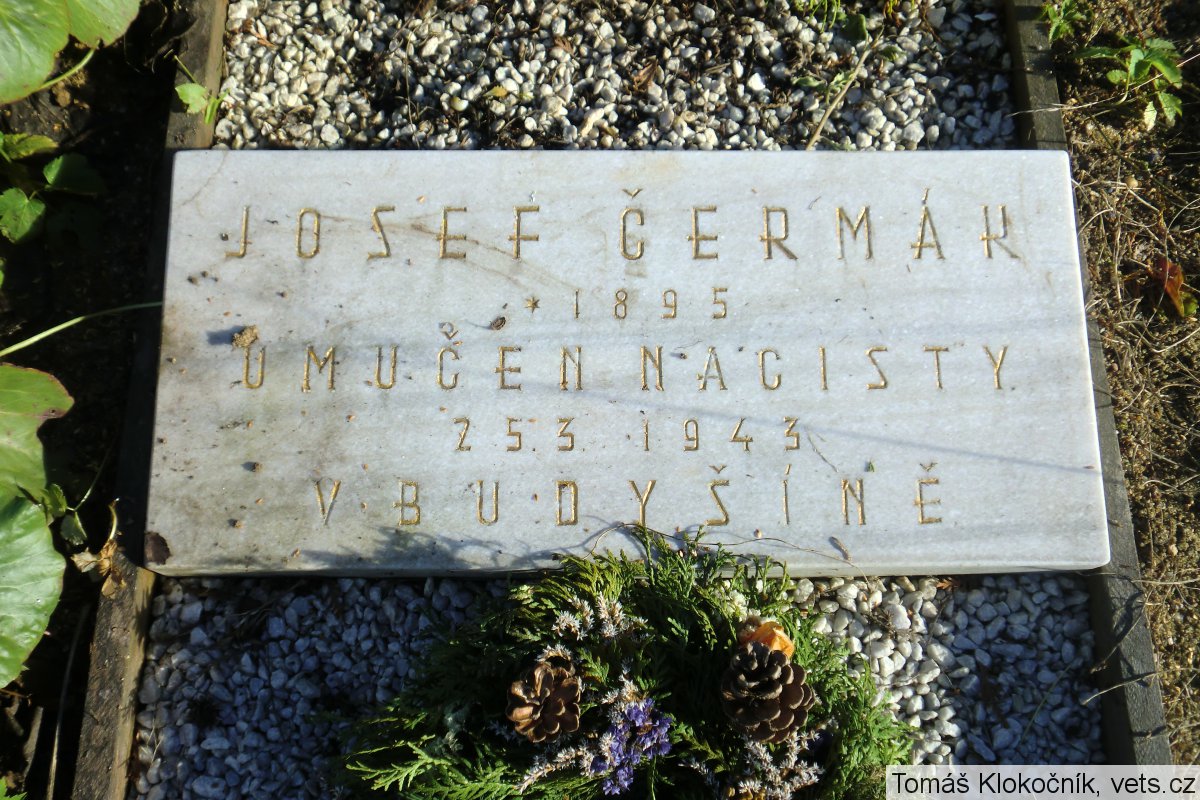 JOSEF ČERMÁK
* 1895
UMUČEN NACISTY
25.3. 1943
V BUDYŠÍNĚ
Tomáš Klokočník, vets.cz